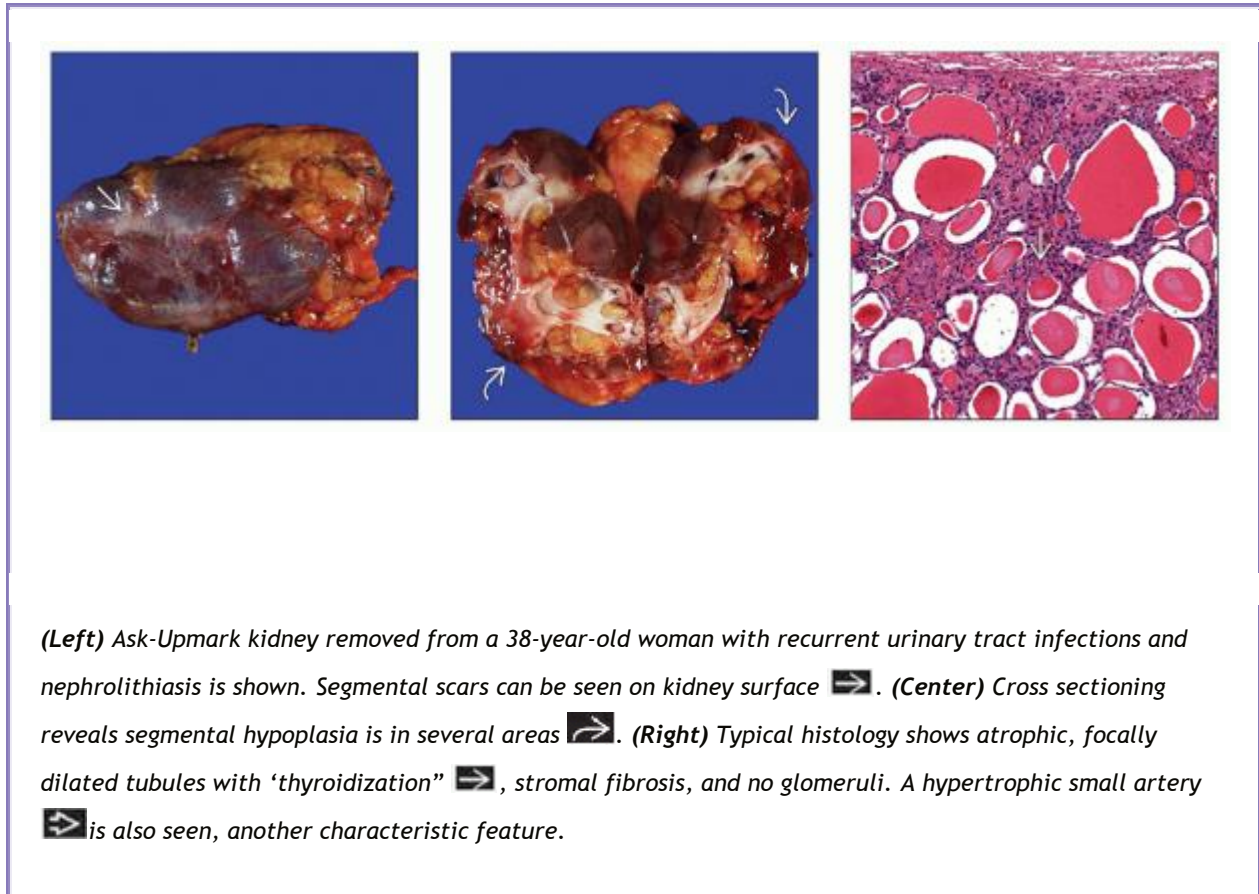 (Left) Ask-Upmark kidney removed from a 38-year-old woman with recurrent urinary tract infections and
nephrolithiasis is shown. Segmental scars can be seen on kidney surface . (Center) Cross sectioning
reveals segmental hypoplasia is in several areas . (Right) Typical histology shows atrophic, focally
dilated tubules with ‘thyroidization” , stromal fibrosis, and no glomeruli. A hypertrophic small artery
is also seen, another characteristic feature.